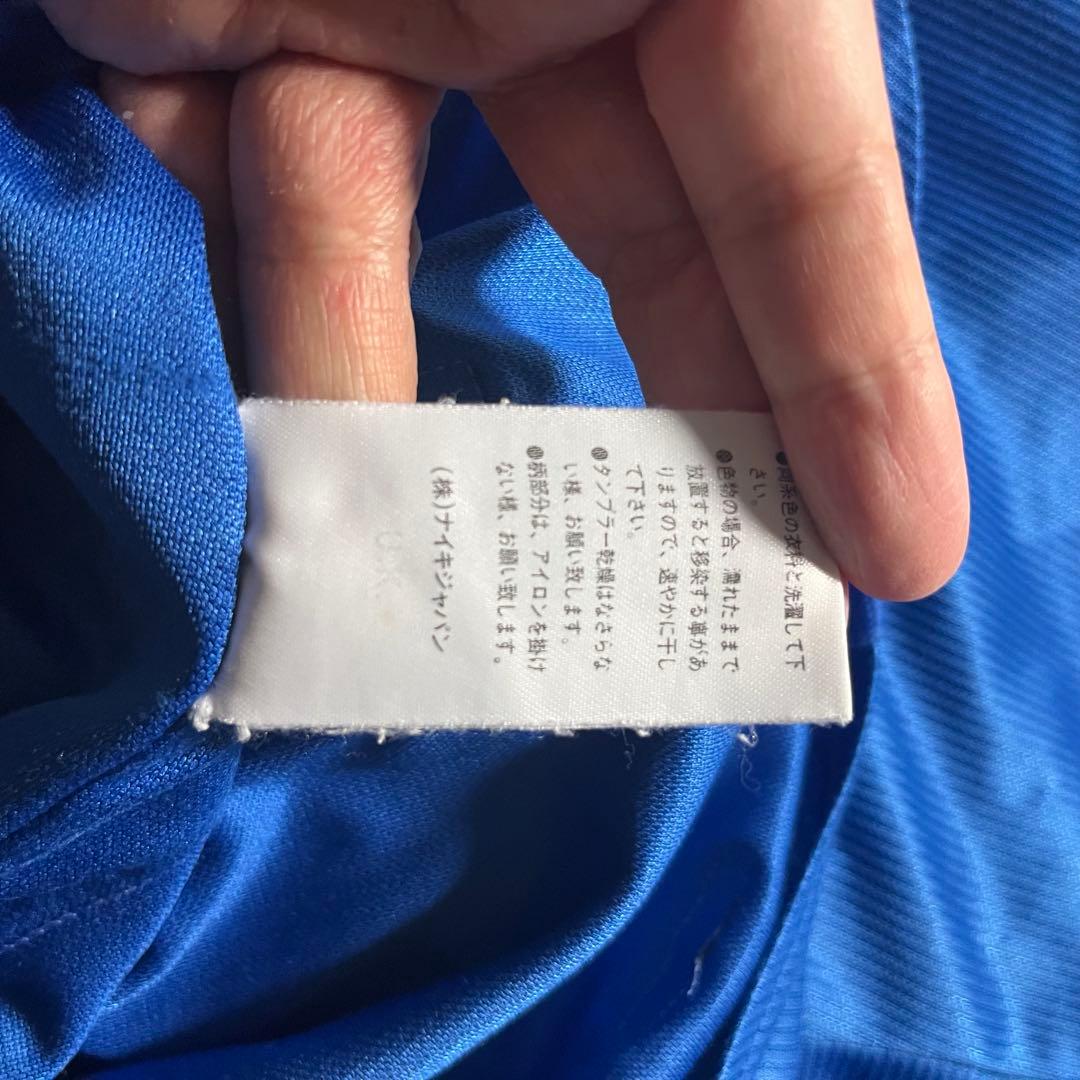 ●同系色の衣料と洗濯して下
さい。
●色物の場合、濡れたままで
放置すると移染する事があ
りますので、速やかに干し
て下さい。
●タンブラー乾燥はなさらな
い様、お願い致します。
●柄部分は、アイロンを掛け
ない様、お願い致します。
(株)ナイキジャパン